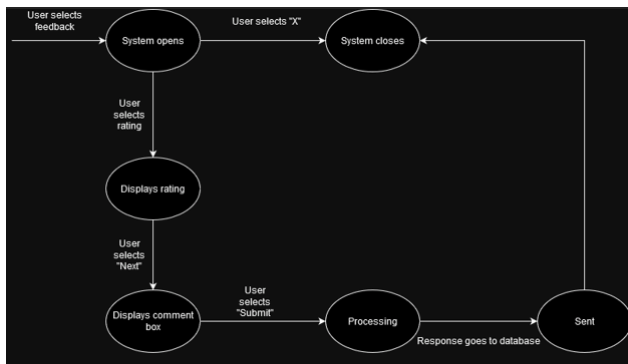 User selects
feedback
System opens
User selects "X"
System closes
User
selects
rating
Displays rating
User
selects
"Next"
Displays comment
box
User
selects
"Submit"
Processing
Response goes to database
Sent